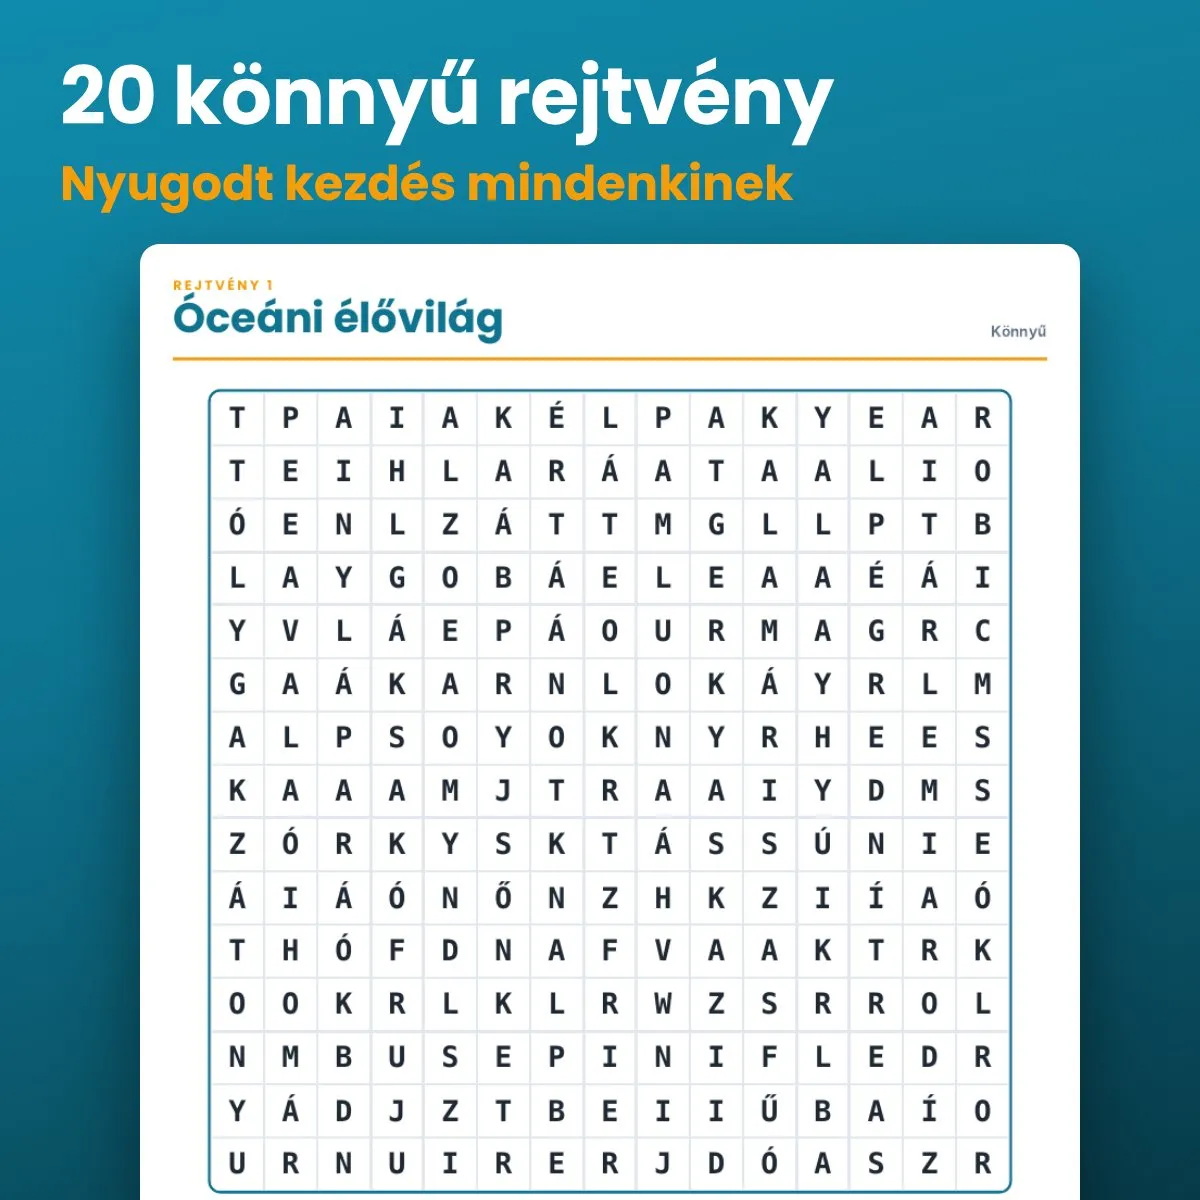 20 könnyű rejtvény
Nyugodt kezdés mindenkinek
REJTVÉNY 1
Óceáni élővilág
Könnyű
T P A I A K É L P A K Y E A R
T E I H L A R Á A T A A L I O
Ó E N L Z Á T T M G L L P T B
L A Y G O B Á E L E A A É Á I
Y V L Á E P Á O U R M A G R C
G A Á K A R N L O K Á Y R L M
A L P S O Y O K N Y R H E E S
K A A A M J T R A A I Y D M S
Z Ó R K Y S K T Á S S Ú N I E
Á I Á Ó N Ő N Z H K Z I Í A Ó
T H Ó F D N A F V A A K T R K
O O K R L K L R W Z S R R O L
N M B U S E P I N I F L E D R
Y Á D J Z T B E I I Ű B A Í O
U R N U I R E R J D Ó A S Z R